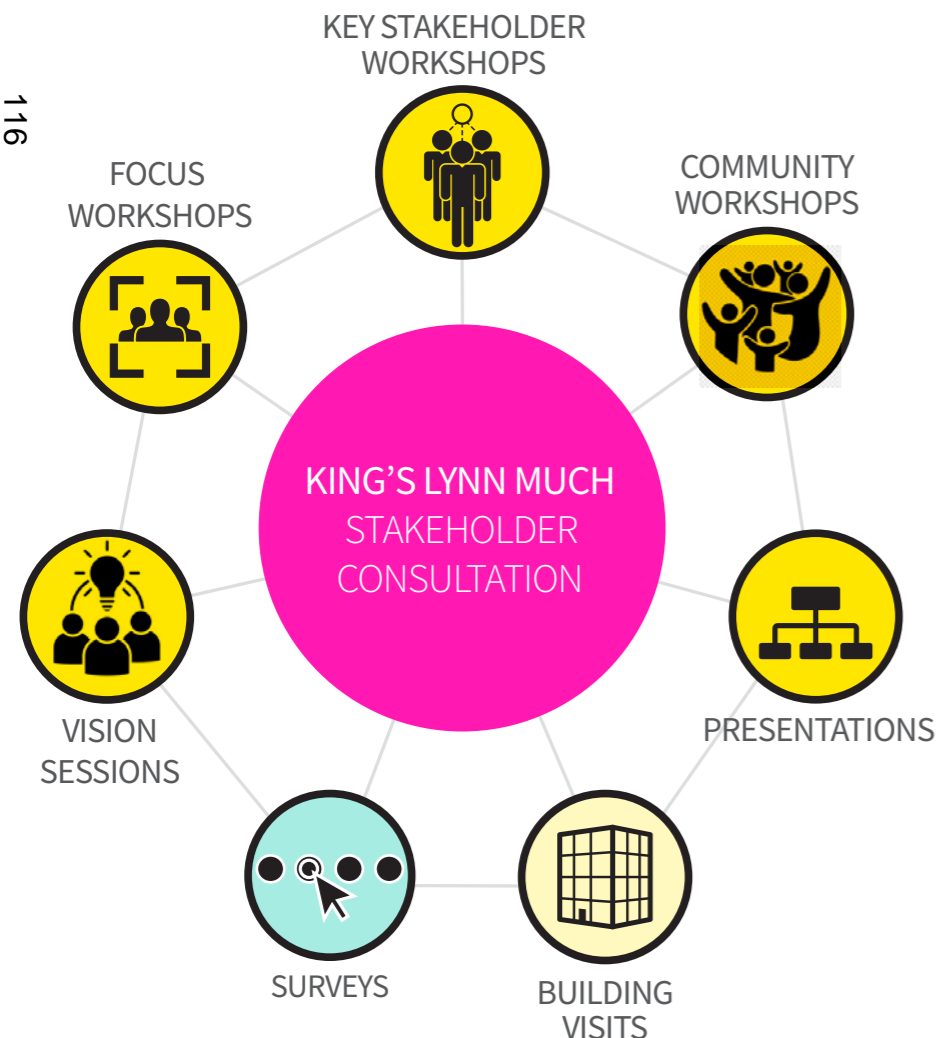 KEY STAKEHOLDER
WORKSHOPS
116
FOCUS
WORKSHOPS
COMMUNITY
WORKSHOPS
KING’S LYNN MUCH
STAKEHOLDER
CONSULTATION
VISION
SESSIONS
PRESENTATIONS
SURVEYS
BUILDING
VISITS